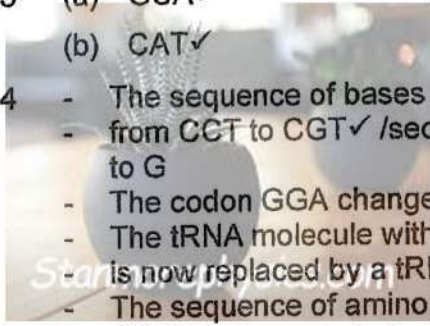 (b) CAT✓
4 - The sequence of bases
- from CCT to CGT✓ /sec
to G
- The codon GGA change
- The tRNA molecule with
- is now replaced by a tR
Stanmorephysics.com
- The sequence of amino